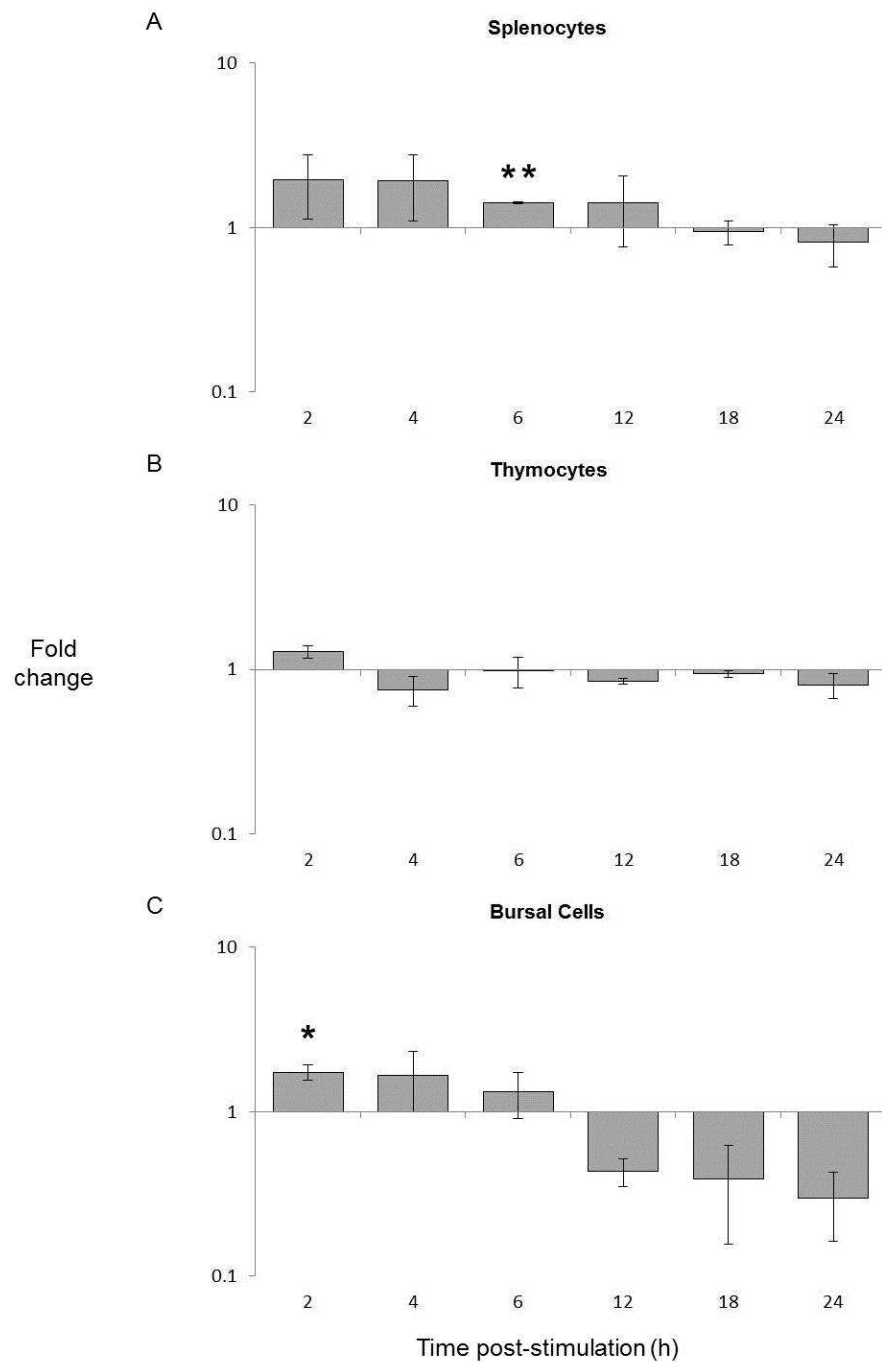 A
Splenocytes
10
**
1
0.1
2 4 6 12 18 24
B
Thymocytes
10
Fold
change
1
0.1
2 4 6 12 18 24
C
Bursal Cells
10
*
1
0.1
2 4 6 12 18 24
Time post-stimulation (h)